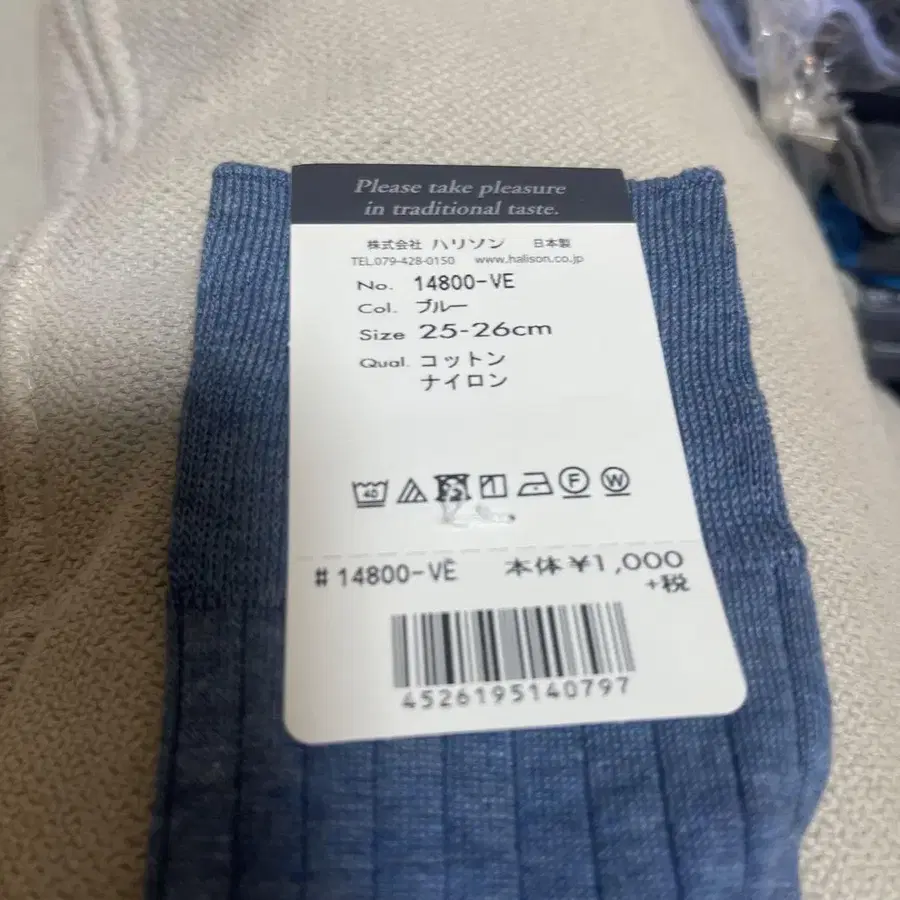 Please take pleasure
in traditional taste.
株式会社 ハリソン 日本製
TEL.079-428-0150 www.halison.co.jp
No. 14800-VE
Col. ブルー
Size 25-26cm
Qual. コットン
ナイロン
40 F W
#14800-VE 本体¥1,000
+税
4526195140797